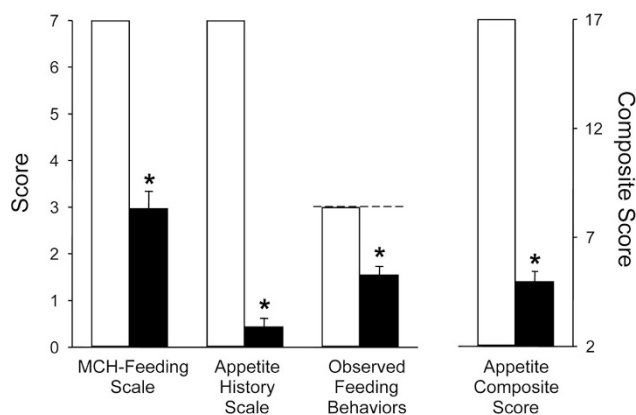 7
6
5
4
3
2
1
0
Score
*
*
*
*
17
12
7
2
Composite Score
MCH-Feeding
Scale
Appetite
History
Scale
Observed
Feeding
Behaviors
Appetite
Composite
Score